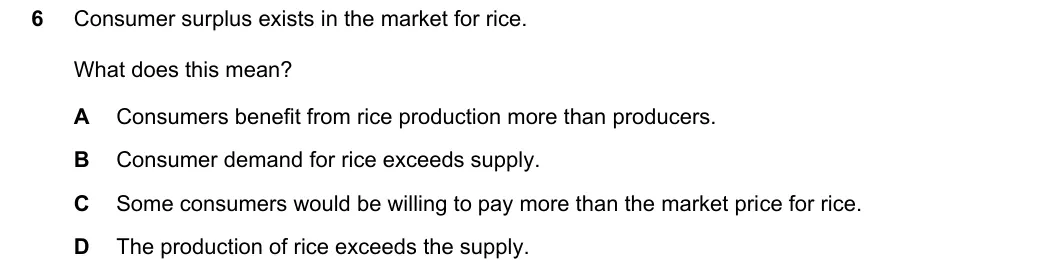 6 Consumer surplus exists in the market for rice.
What does this mean?
A Consumers benefit from rice production more than producers.
B Consumer demand for rice exceeds supply.
C Some consumers would be willing to pay more than the market price for rice.
D The production of rice exceeds the supply.